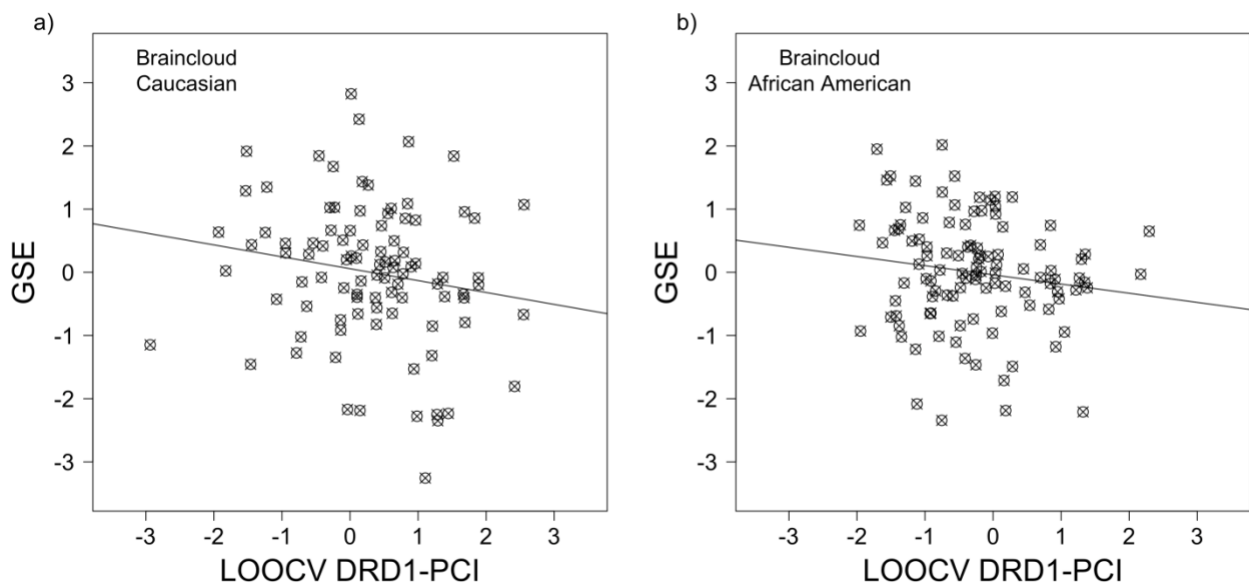 a)
Braincloud
Caucasian
3
2
1
0
-1
-2
-3
GSE
-3 -2 -1 0 1 2 3
LOOCV DRD1-PCI
b)
Braincloud
African American
3
2
1
0
-1
-2
-3
GSE
-3 -2 -1 0 1 2 3
LOOCV DRD1-PCI